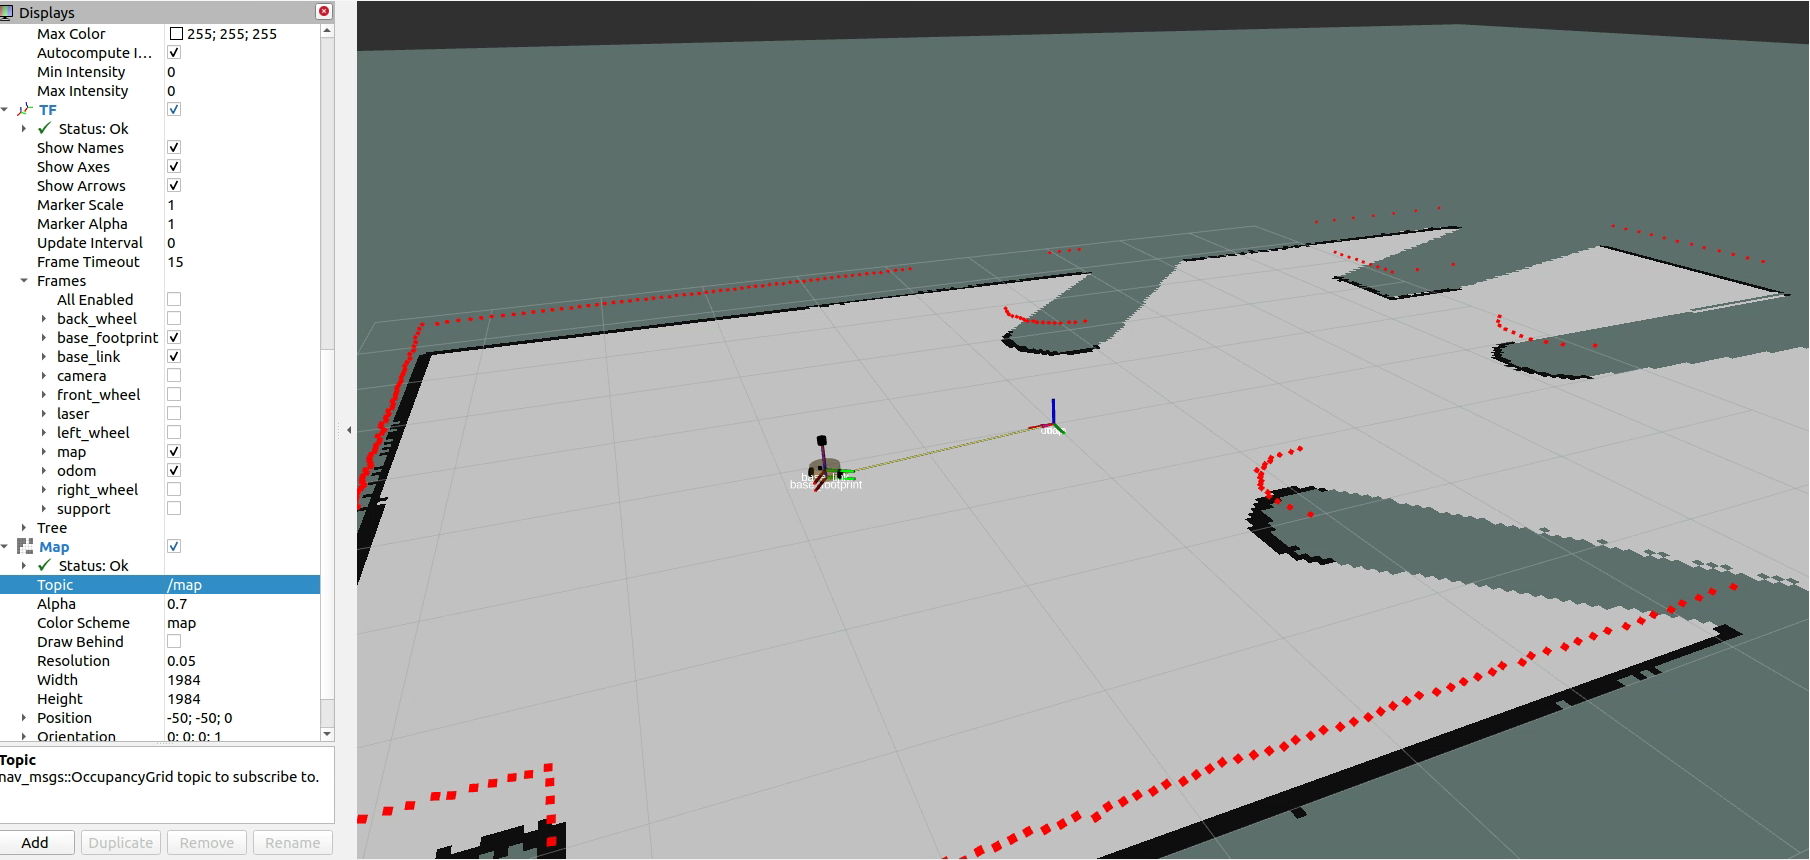 Displays
Max Color 255; 255; 255
Autocompute I...
Min Intensity 0
Max Intensity 0
TF
Status: Ok
Show Names
Show Axes
Show Arrows
Marker Scale 1
Marker Alpha 1
Update Interval 0
Frame Timeout 15
Frames
All Enabled
back_wheel
base_footprint
base_link
camera
front_wheel
laser
left_wheel
map
odom
right_wheel
support
Tree
Map
Status: Ok
Topic /map
Alpha 0.7
Color Scheme map
Draw Behind
Resolution 0.05
Width 1984
Height 1984
Position -50; -50; 0
Orientation 0; 0; 0; 1
Topic
nav_msgs::OccupancyGrid topic to subscribe to.
Add Duplicate Remove Rename
base_footprint